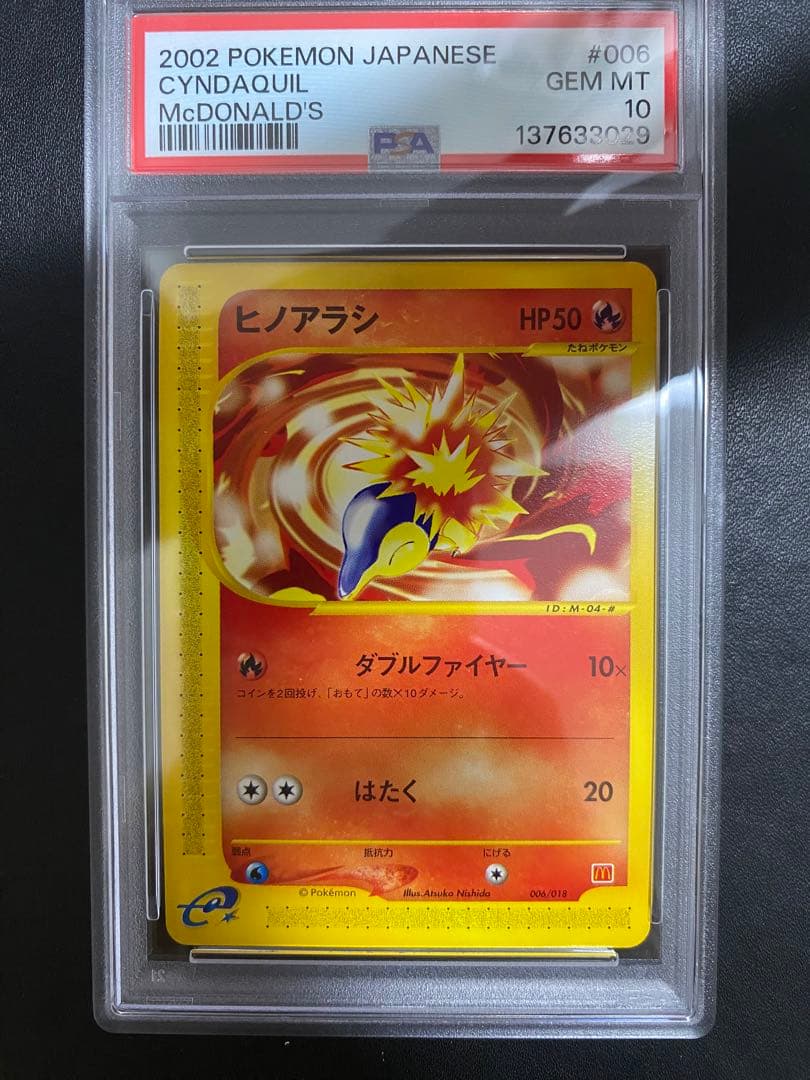 2002 POKEMON JAPANESE #006
CYNDAQUIL GEM MT
McDONALD'S 10
PSA 137633029
ヒノアラシ HP50
たねポケモン
ID:M-04-#
ダブルファイヤー 10×
コインを2回投げ、「おもて」の数×10ダメージ。
はたく 20
弱点 抵抗力 にげる
©Pokémon Illus.Atsuko Nishida 006/018
e
21